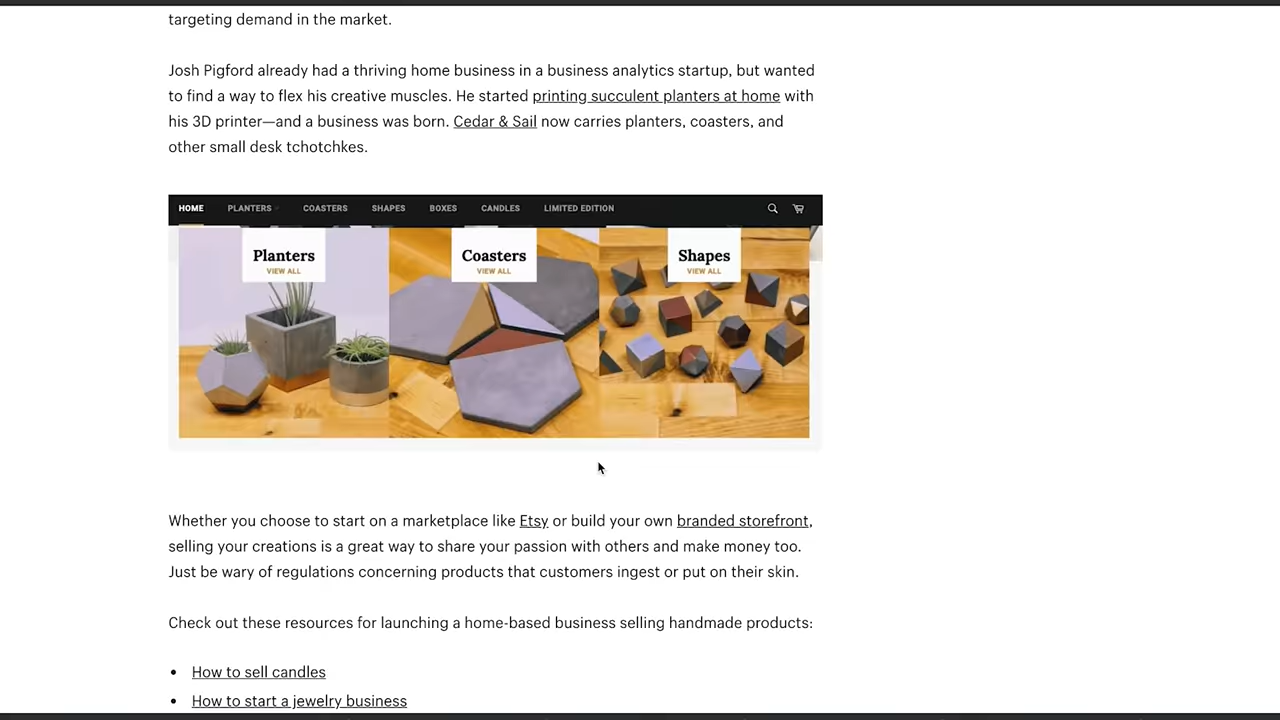 targeting demand in the market.
Josh Pigford already had a thriving home business in a business analytics startup, but wanted
to find a way to flex his creative muscles. He started printing succulent planters at home with
his 3D printer—and a business was born. Cedar & Sail now carries planters, coasters, and
other small desk tchotchkes.
HOME PLANTERS COASTERS SHAPES BOXES CANDLES LIMITED EDITION
Planters
VIEW ALL
Coasters
VIEW ALL
Shapes
VIEW ALL
Whether you choose to start on a marketplace like Etsy or build your own branded storefront,
selling your creations is a great way to share your passion with others and make money too.
Just be wary of regulations concerning products that customers ingest or put on their skin.
Check out these resources for launching a home-based business selling handmade products:
• How to sell candles
• How to start a jewelry business